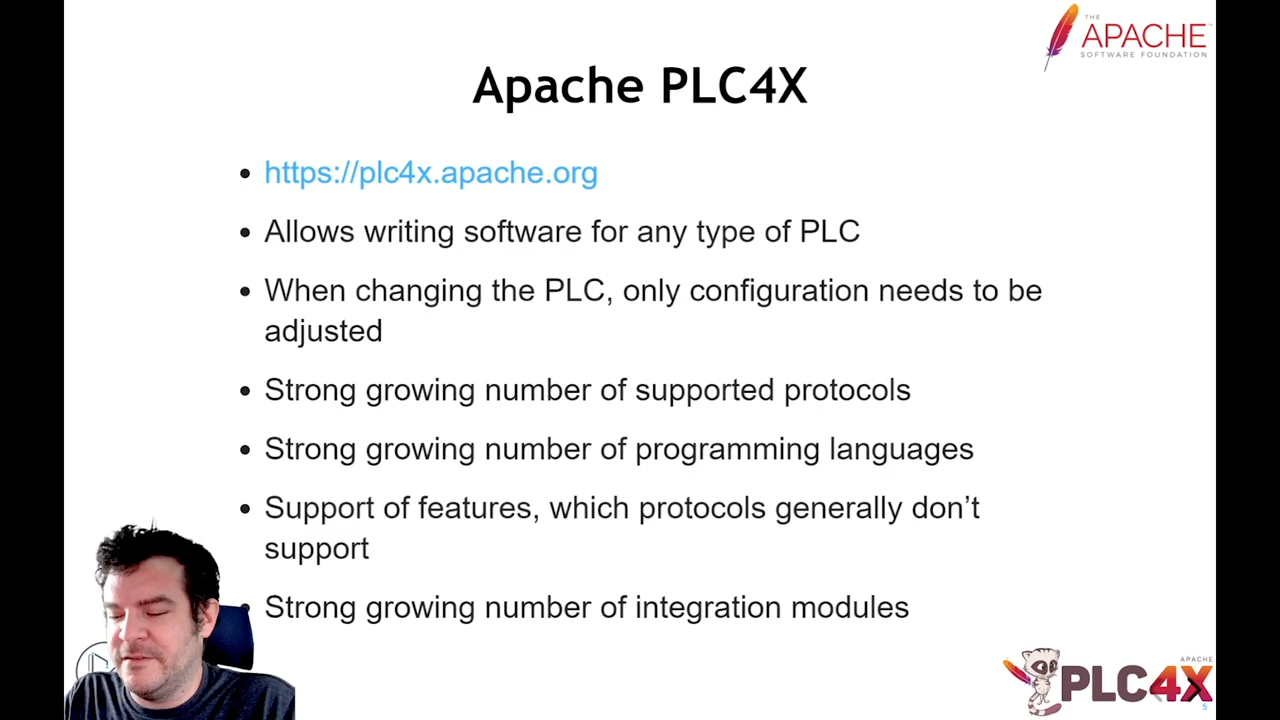 THE
APACHE
SOFTWARE FOUNDATION
Apache PLC4X
https://plc4x.apache.org
Allows writing software for any type of PLC
When changing the PLC, only configuration needs to be
adjusted
Strong growing number of supported protocols
Strong growing number of programming languages
Support of features, which protocols generally don’t
support
Strong growing number of integration modules
APACHE
PLC4X
5